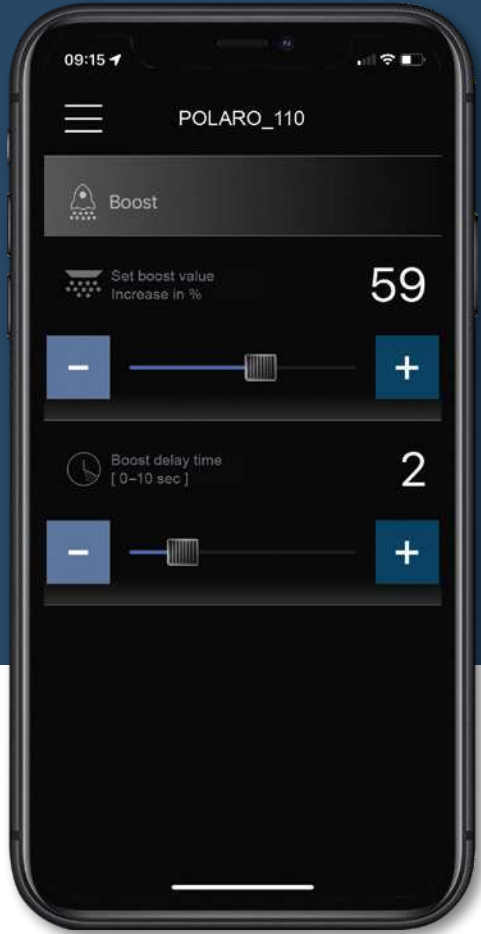 09:15
POLARO_110
Boost
Set boost value
Increase in %
59
−
+
Boost delay time
[ 0–10 sec ]
2
−
+